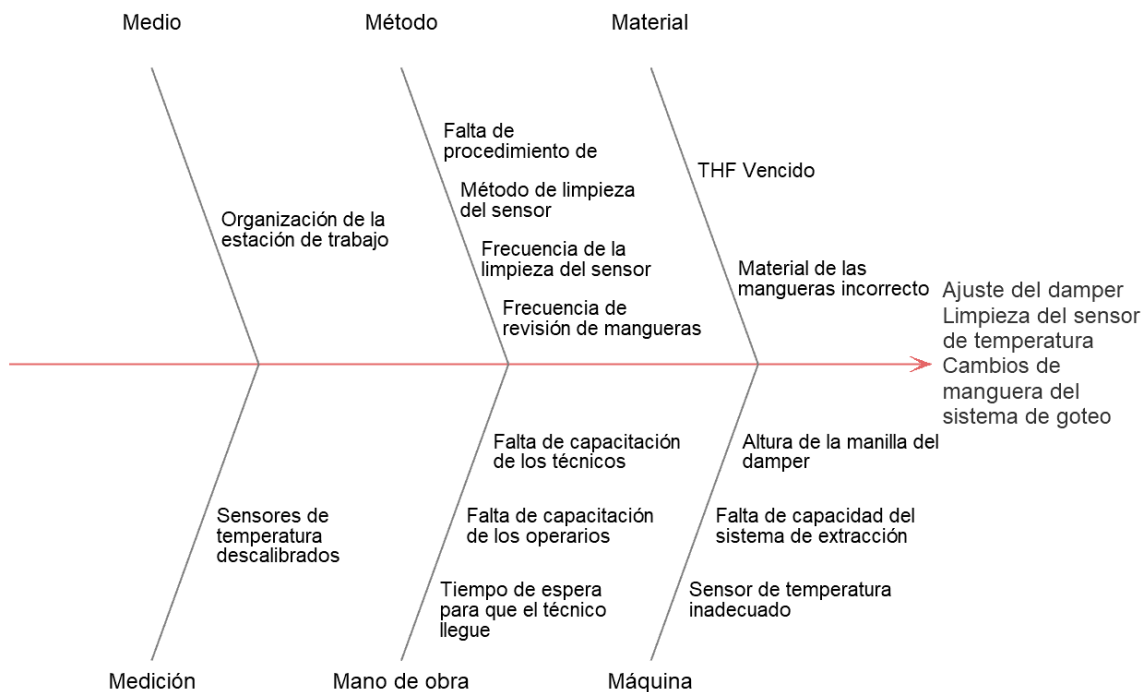 Medio
Método
Material
Falta de
procedimiento de
Método de limpieza
del sensor
Frecuencia de la
limpieza del sensor
Frecuencia de
revisión de mangueras
THF Vencido
Material de las
mangueras incorrecto
Organización de la
estación de trabajo
Ajuste del damper
Limpieza del sensor
de temperatura
Cambios de
manguera del
sistema de goteo
Sensores de
temperatura
descalibrados
Falta de capacitación
de los técnicos
Falta de capacitación
de los operarios
Tiempo de espera
para que el técnico
llegue
Altura de la manilla del
damper
Falta de capacidad del
sistema de extracción
Sensor de temperatura
inadecuado
Medición
Mano de obra
Máquina